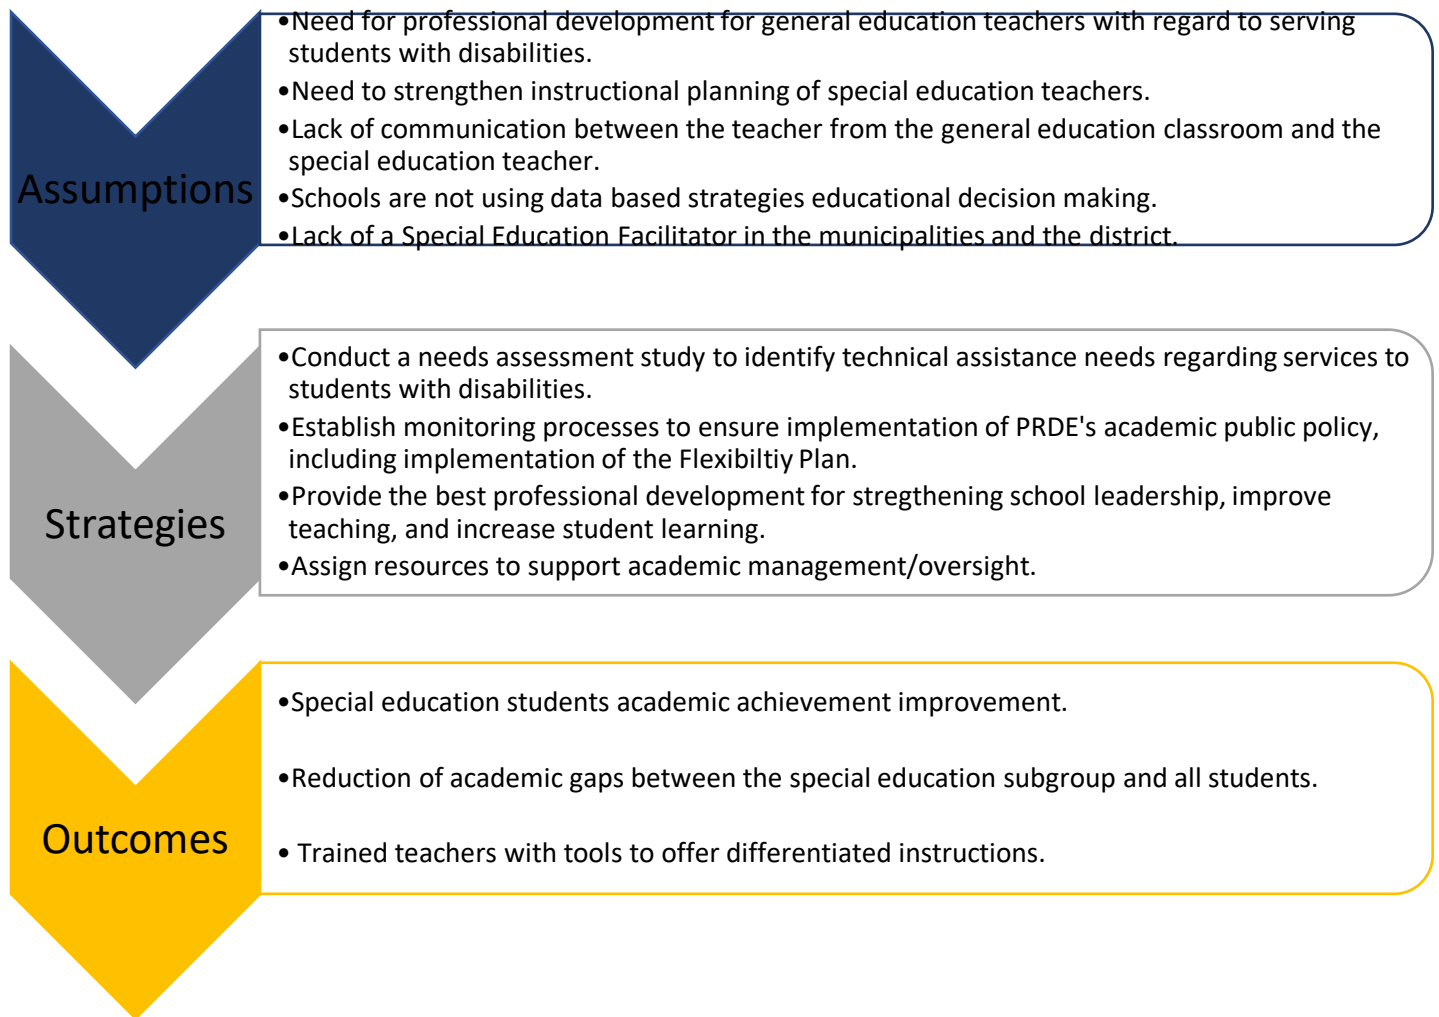 Assumptions
•Need for professional development for general education teachers with regard to serving
students with disabilities.
•Need to strengthen instructional planning of special education teachers.
•Lack of communication between the teacher from the general education classroom and the
special education teacher.
•Schools are not using data based strategies educational decision making.
•Lack of a Special Education Facilitator in the municipalities and the district.
Strategies
•Conduct a needs assessment study to identify technical assistance needs regarding services to
students with disabilities.
•Establish monitoring processes to ensure implementation of PRDE's academic public policy,
including implementation of the Flexibiltiy Plan.
•Provide the best professional development for stregthening school leadership, improve
teaching, and increase student learning.
•Assign resources to support academic management/oversight.
Outcomes
•Special education students academic achievement improvement.
•Reduction of academic gaps between the special education subgroup and all students.
• Trained teachers with tools to offer differentiated instructions.